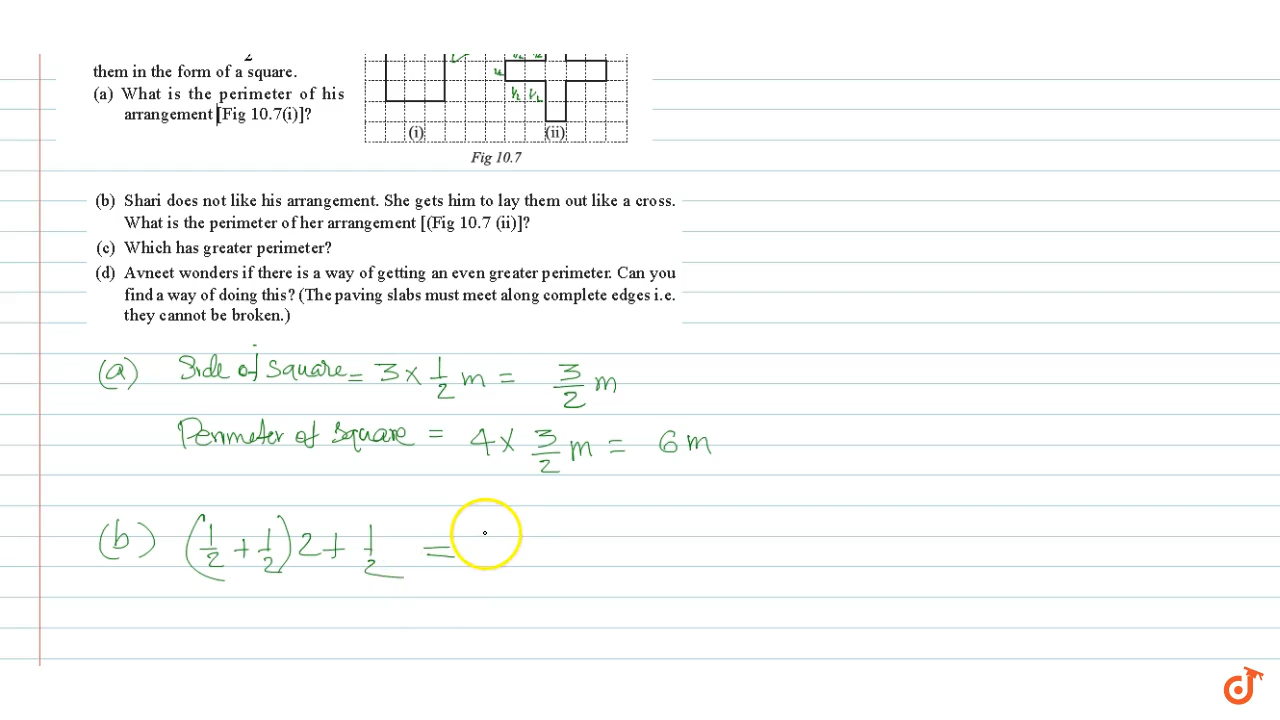 2
them in the form of a square.
(a) What is the perimeter of his
arrangement [Fig 10.7(i)]?
(i)
(ii)
Fig 10.7
(b) Shari does not like his arrangement. She gets him to lay them out like a cross.
What is the perimeter of her arrangement [(Fig 10.7 (ii)]?
(c) Which has greater perimeter?
(d) Avneet wonders if there is a way of getting an even greater perimeter. Can you
find a way of doing this? (The paving slabs must meet along complete edges i.e.
they cannot be broken.)
(a) Side of square = 3 × 1/2 m = 3/2 m
Perimeter of square = 4 × 3/2 m = 6 m
(b) (1/2 + 1/2) 2 + 1/2 =